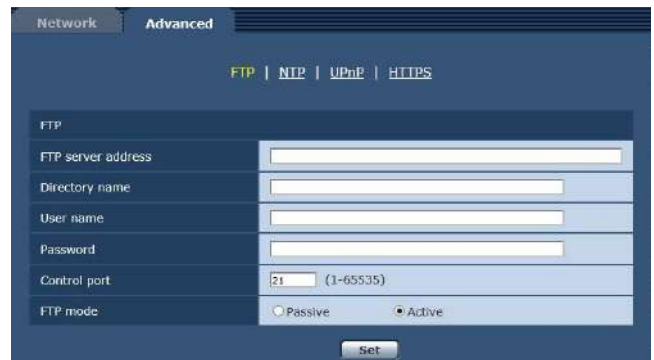 Network Advanced
FTP | NTP | UPnP | HTTPS
FTP
FTP server address
Directory name
User name
Password
Control port 21 (1-65535)
FTP mode Passive Active
Set